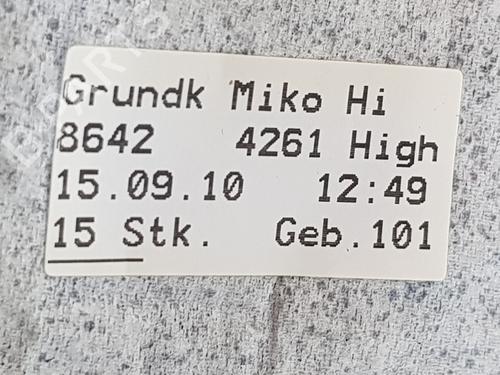 Grundk Miko Hi
8642 4261 High
15.09.10 12:49
15 Stk. Geb.101